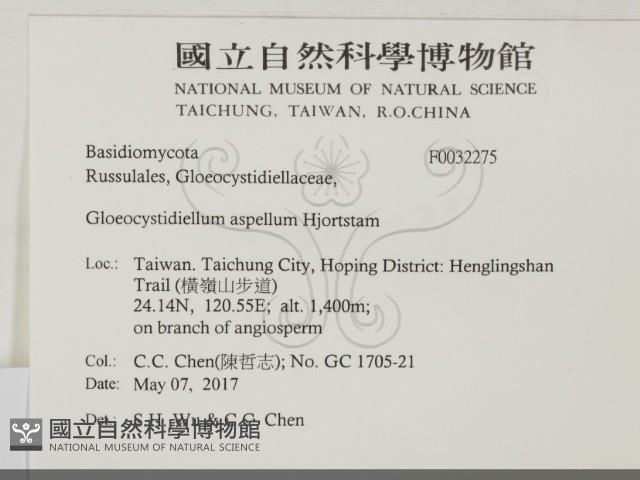 國立自然科學博物館
NATIONAL MUSEUM OF NATURAL SCIENCE
TAICHUNG, TAIWAN, R.O.CHINA
Basidiomycota F0032275
Russulales, Gloeocystidiellaceae,
Gloeocystidiellum aspellum Hjortstam
Loc.: Taiwan. Taichung City, Hoping District: Henglingshan
Trail (橫嶺山步道)
24.14N, 120.55E; alt. 1,400m;
on branch of angiosperm
Col.: C.C. Chen(陳哲志); No. GC 1705-21
Date: May 07, 2017
Det.: S.H. Wu & C.C. Chen
國立自然科學博物館
NATIONAL MUSEUM OF NATURAL SCIENCE